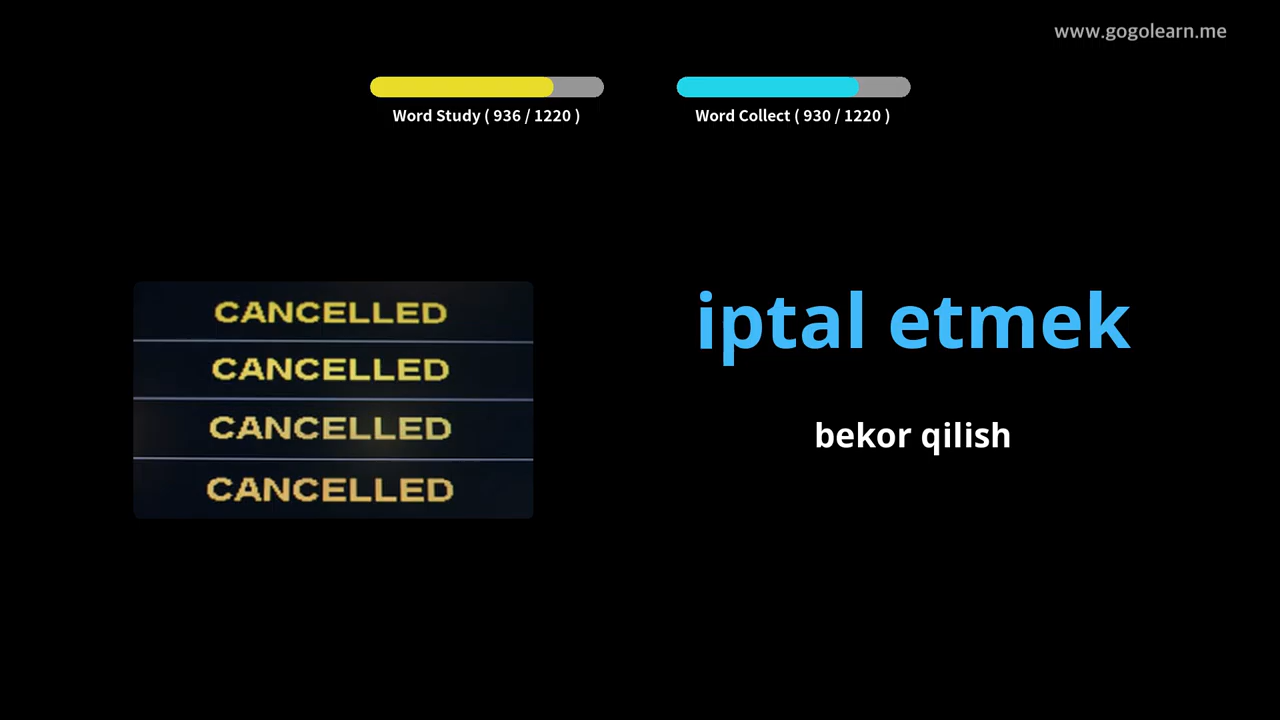 www.gogolearn.me
Word Study ( 936 / 1220 )
Word Collect ( 930 / 1220 )
CANCELLED
CANCELLED
CANCELLED
CANCELLED
iptal etmek
bekor qilish